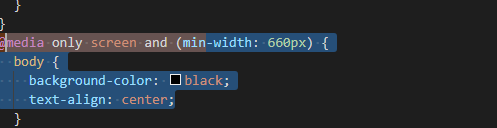 }
}
@media only screen and (min-width: 660px) {
body {
background-color: black;
text-align: center;
}